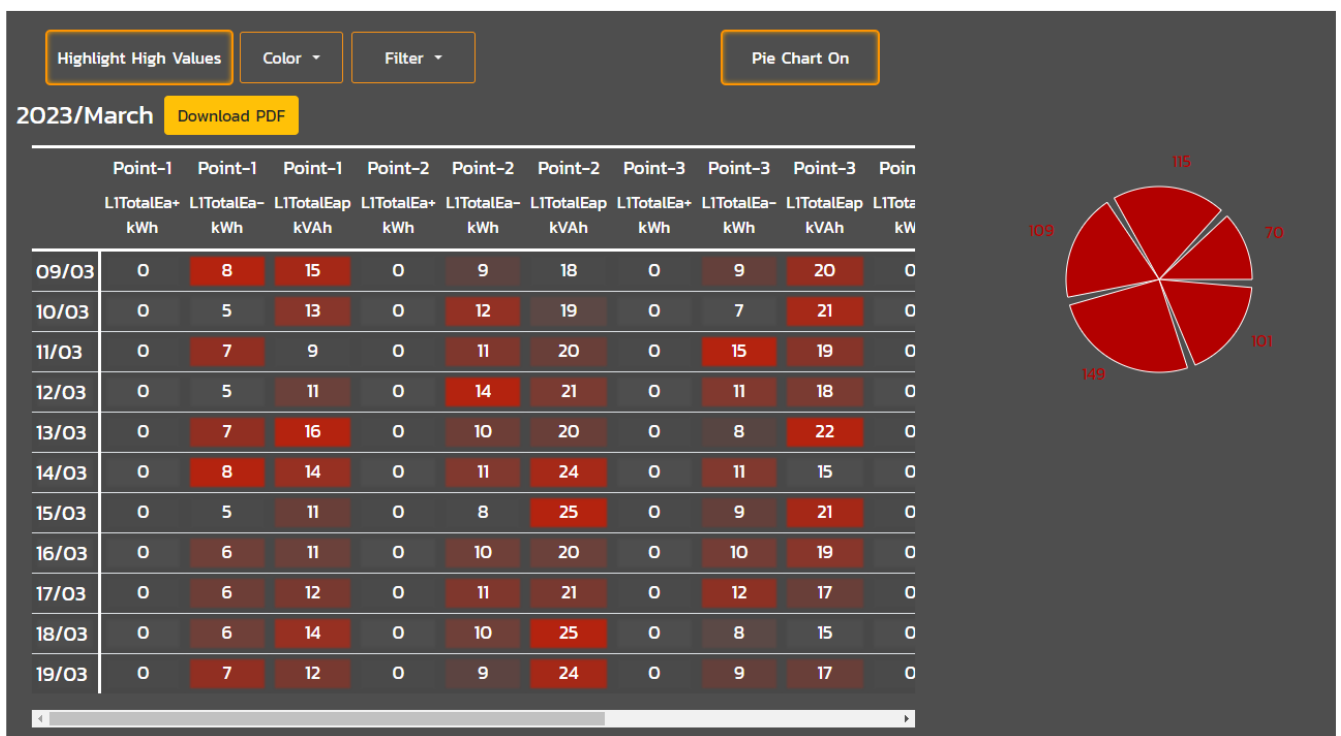 Highlight High Values Color Filter Pie Chart On
2023/March Download PDF
Point-1 Point-1 Point-1 Point-2 Point-2 Point-2 Point-3 Point-3 Point-3 Poin
L1TotalEa+ L1TotalEa- L1TotalEap L1TotalEa+ L1TotalEa- L1TotalEap L1TotalEa+ L1TotalEa- L1TotalEap L1Tota
kWh kWh kVAh kWh kWh kVAh kWh kWh kVAh kW
09/03 0 8 15 0 9 18 0 9 20 0
10/03 0 5 13 0 12 19 0 7 21 0
11/03 0 7 9 0 11 20 0 15 19 0
12/03 0 5 11 0 14 21 0 11 18 0
13/03 0 7 16 0 10 20 0 8 22 0
14/03 0 8 14 0 11 24 0 11 15 0
15/03 0 5 11 0 8 25 0 9 21 0
16/03 0 6 11 0 10 20 0 10 19 0
17/03 0 6 12 0 11 21 0 12 17 0
18/03 0 6 14 0 10 25 0 8 15 0
19/03 0 7 12 0 9 24 0 9 17 0
115
109
70
101
149